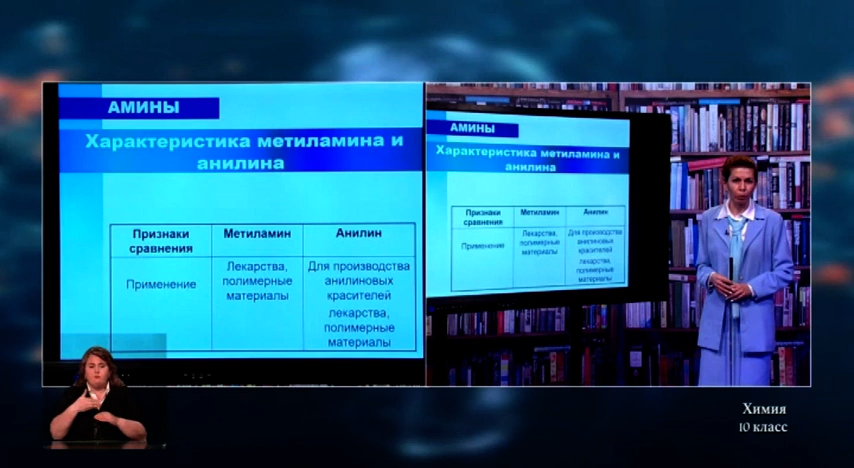 АМИНЫ
Характеристика метиламина и
анилина
Признаки
сравнения
Метиламин
Анилин
Применение
Лекарства,
полимерные
материалы
Для производства
анилиновых
красителей
лекарства,
полимерные
материалы
АМИНЫ
Характеристика метиламина и
анилина
Признаки
сравнения
Метиламин
Анилин
Применение
Лекарства,
полимерные
материалы
Для производства
анилиновых
красителей
лекарства,
полимерные
материалы
Химия
10 класс